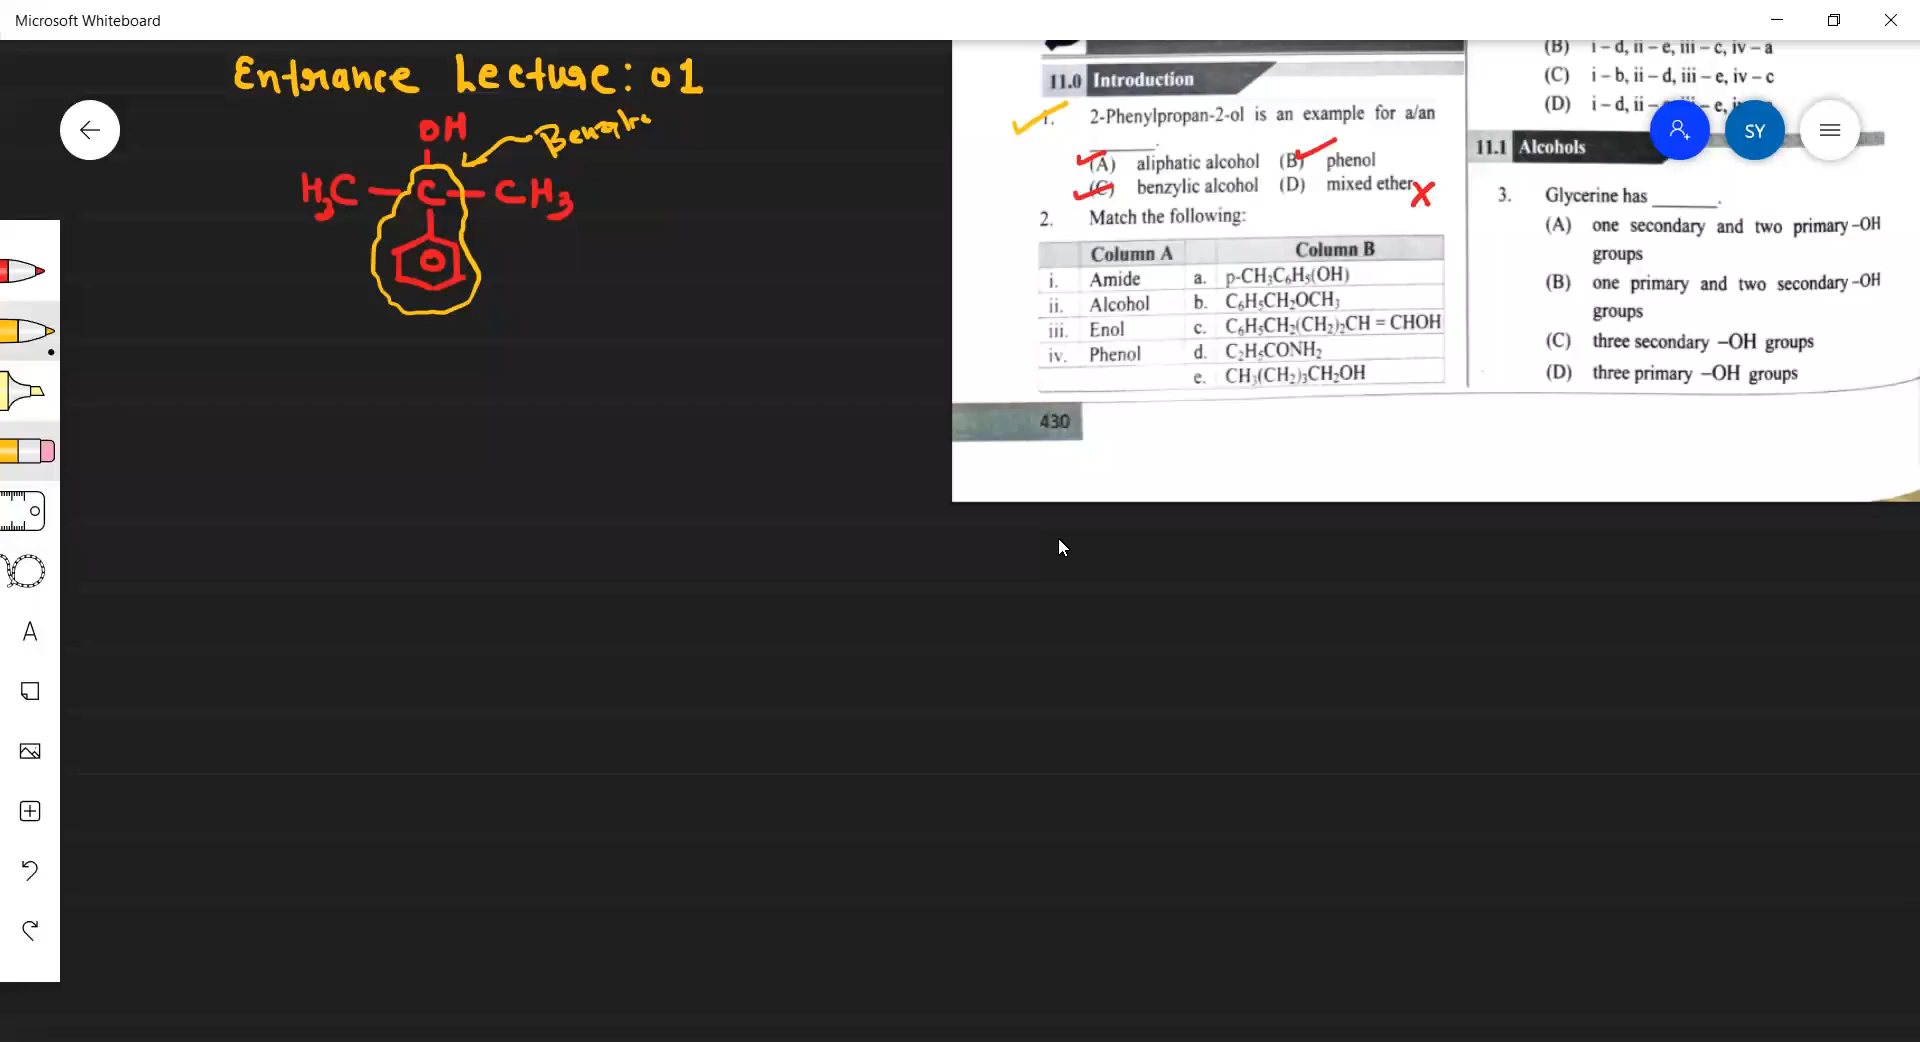 Microsoft Whiteboard
Entrance Lecture: 01
OH
H3C — C — CH3
SY
A
11.0 Introduction
1. 2-Phenylpropan-2-ol is an example for a/an
______.
(A) aliphatic alcohol (B) phenol
(C) benzylic alcohol (D) mixed ether
2. Match the following:
Column A Column B
i. Amide a. p-CH3C6H5(OH)
ii. Alcohol b. C6H5CH2OCH3
iii. Enol c. C6H5CH2(CH2)2CH = CHOH
iv. Phenol d. C2H5CONH2
e. CH3(CH2)3CH2OH
430
(B) i – d, ii – e, iii – c, iv – a
(C) i – b, ii – d, iii – e, iv – c
(D) i – d, ii – – e,
11.1 Alcohols
3. Glycerine has ______.
(A) one secondary and two primary –OH
groups
(B) one primary and two secondary –OH
groups
(C) three secondary –OH groups
(D) three primary –OH groups